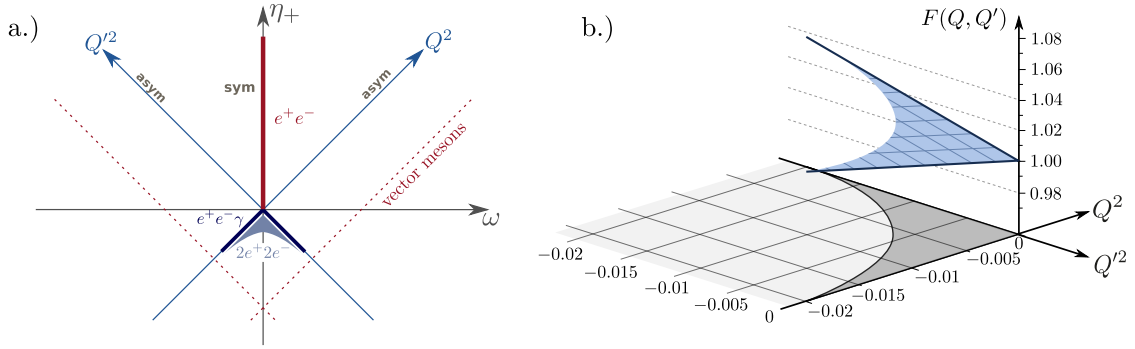 a.)
η₊
Q′²
Q²
asym
sym
asym
e⁺e⁻
vector mesons
e⁺e⁻γ
ω
2e⁺2e⁻
b.)
F(Q, Q′)
1.08
1.06
1.04
1.02
1.00
0.98
Q²
0
Q′²
−0.005
−0.01
−0.015
−0.02
−0.02
−0.015
−0.01
−0.005
0